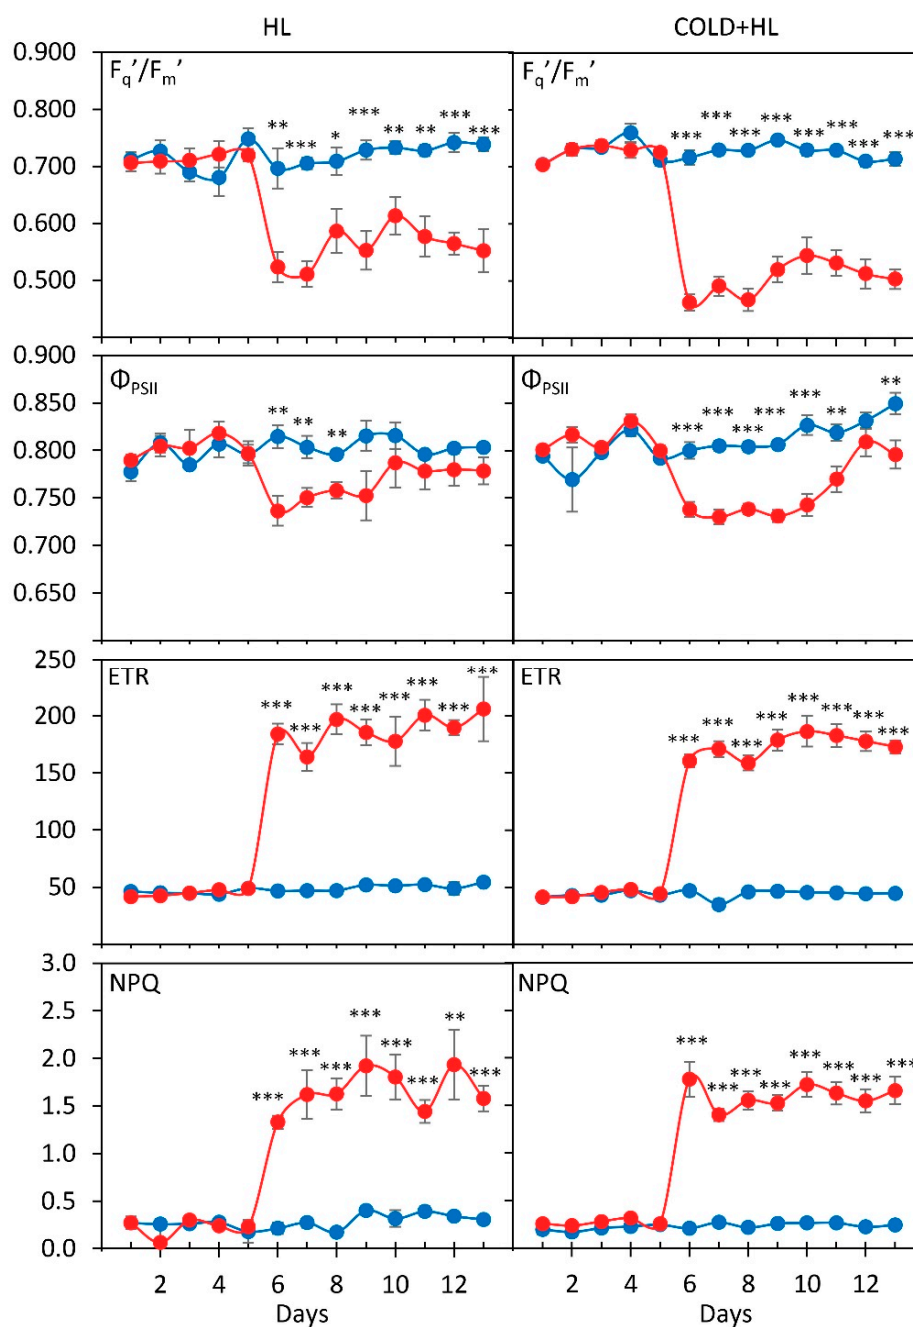 HL
COLD+HL
Fq’/Fm’
0.900
0.800
0.700
0.600
0.500
** *** * *** ** ** *** ***
Fq’/Fm’
*** *** *** *** *** *** *** ***
ΦPSII
0.900
0.850
0.800
0.750
0.700
0.650
** ** **
ΦPSII
*** *** *** *** *** ** **
ETR
250
200
150
100
50
0
*** *** *** *** *** *** *** ***
ETR
*** *** *** *** *** *** *** ***
NPQ
3.0
2.5
2.0
1.5
1.0
0.5
0.0
*** *** *** *** *** *** ** ***
NPQ
*** *** *** *** *** *** *** ***
2 4 6 8 10 12
2 4 6 8 10 12
Days
Days